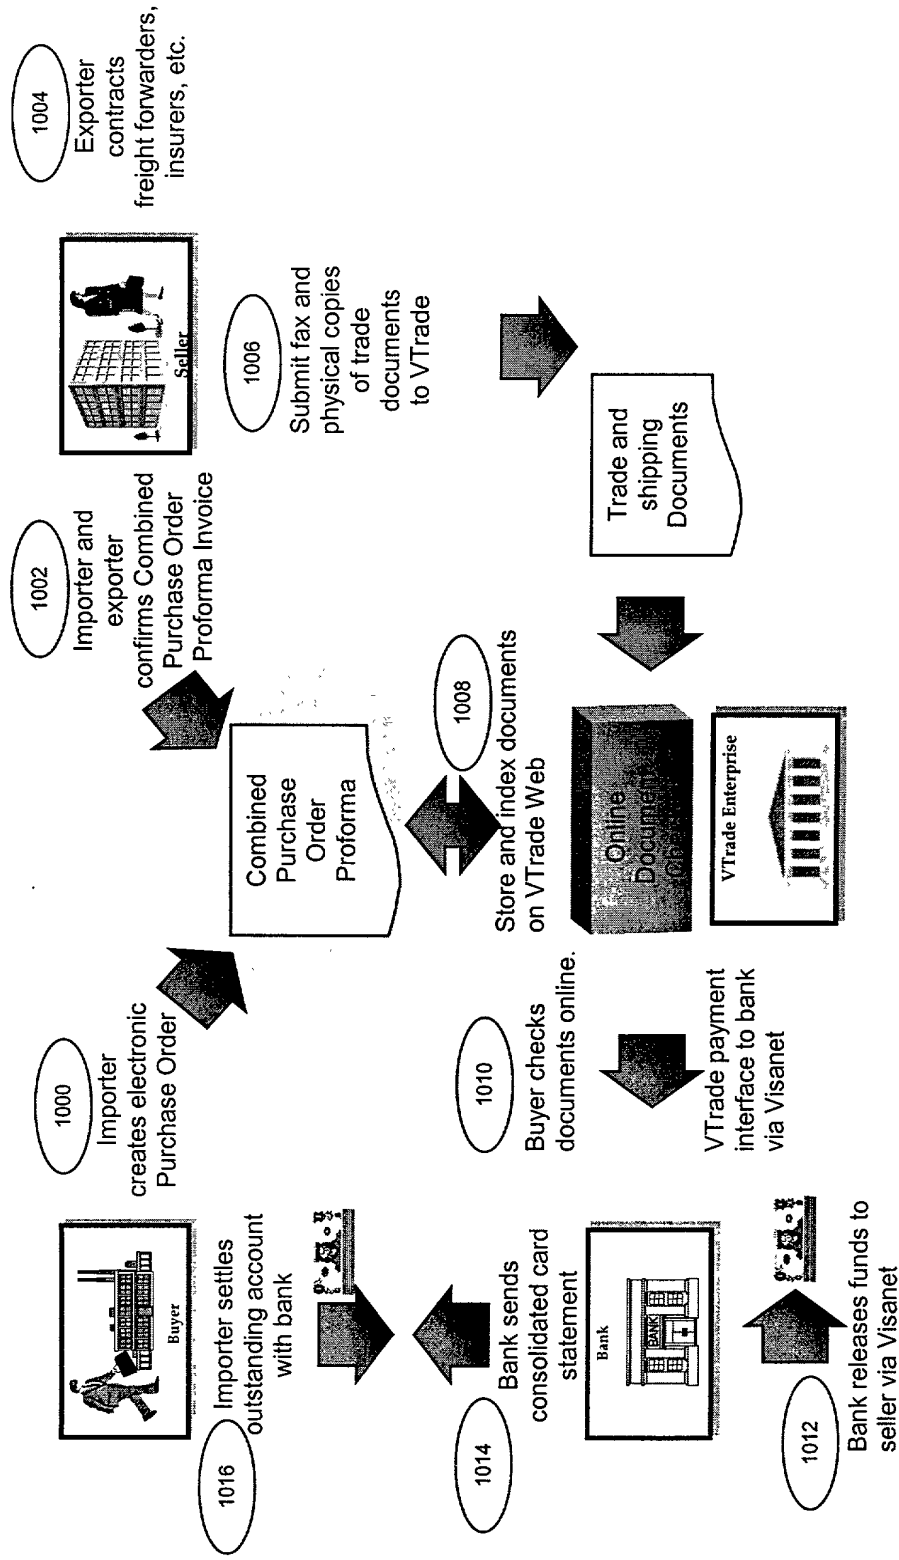 1000
Importer
creates electronic
Purchase Order
1002
Importer and
exporter
confirms Combined
Purchase Order
Proforma Invoice
1004
Exporter
contracts
freight forwarders,
insurers, etc.
Buyer
Seller
1016
Importer settles
outstanding account
with bank
Combined
Purchase
Order
Proforma
1006
Submit fax and
physical copies
of trade
documents
to VTrade
1014
Bank sends
consolidated card
statement
1010
Buyer checks
documents online.
1008
Store and index documents
on VTrade Web
Bank
BANK
Online
Document
Trade and
shipping
Documents
VTrade payment
interface to bank
via Visanet
VTrade Enterprise
1012
Bank releases funds to
seller via Visanet